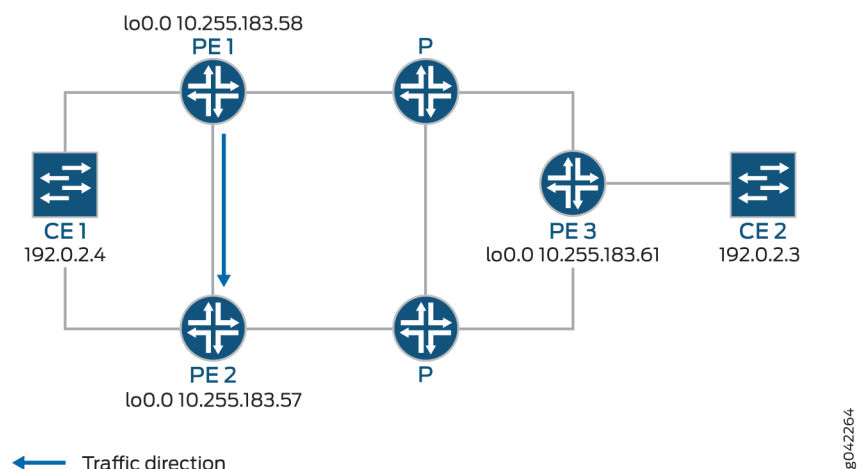 lo0.0 10.255.183.58
PE 1
P
CE 1
192.0.2.4
PE 3
lo0.0 10.255.183.61
CE 2
192.0.2.3
PE 2
lo0.0 10.255.183.57
P
Traffic direction
g042264